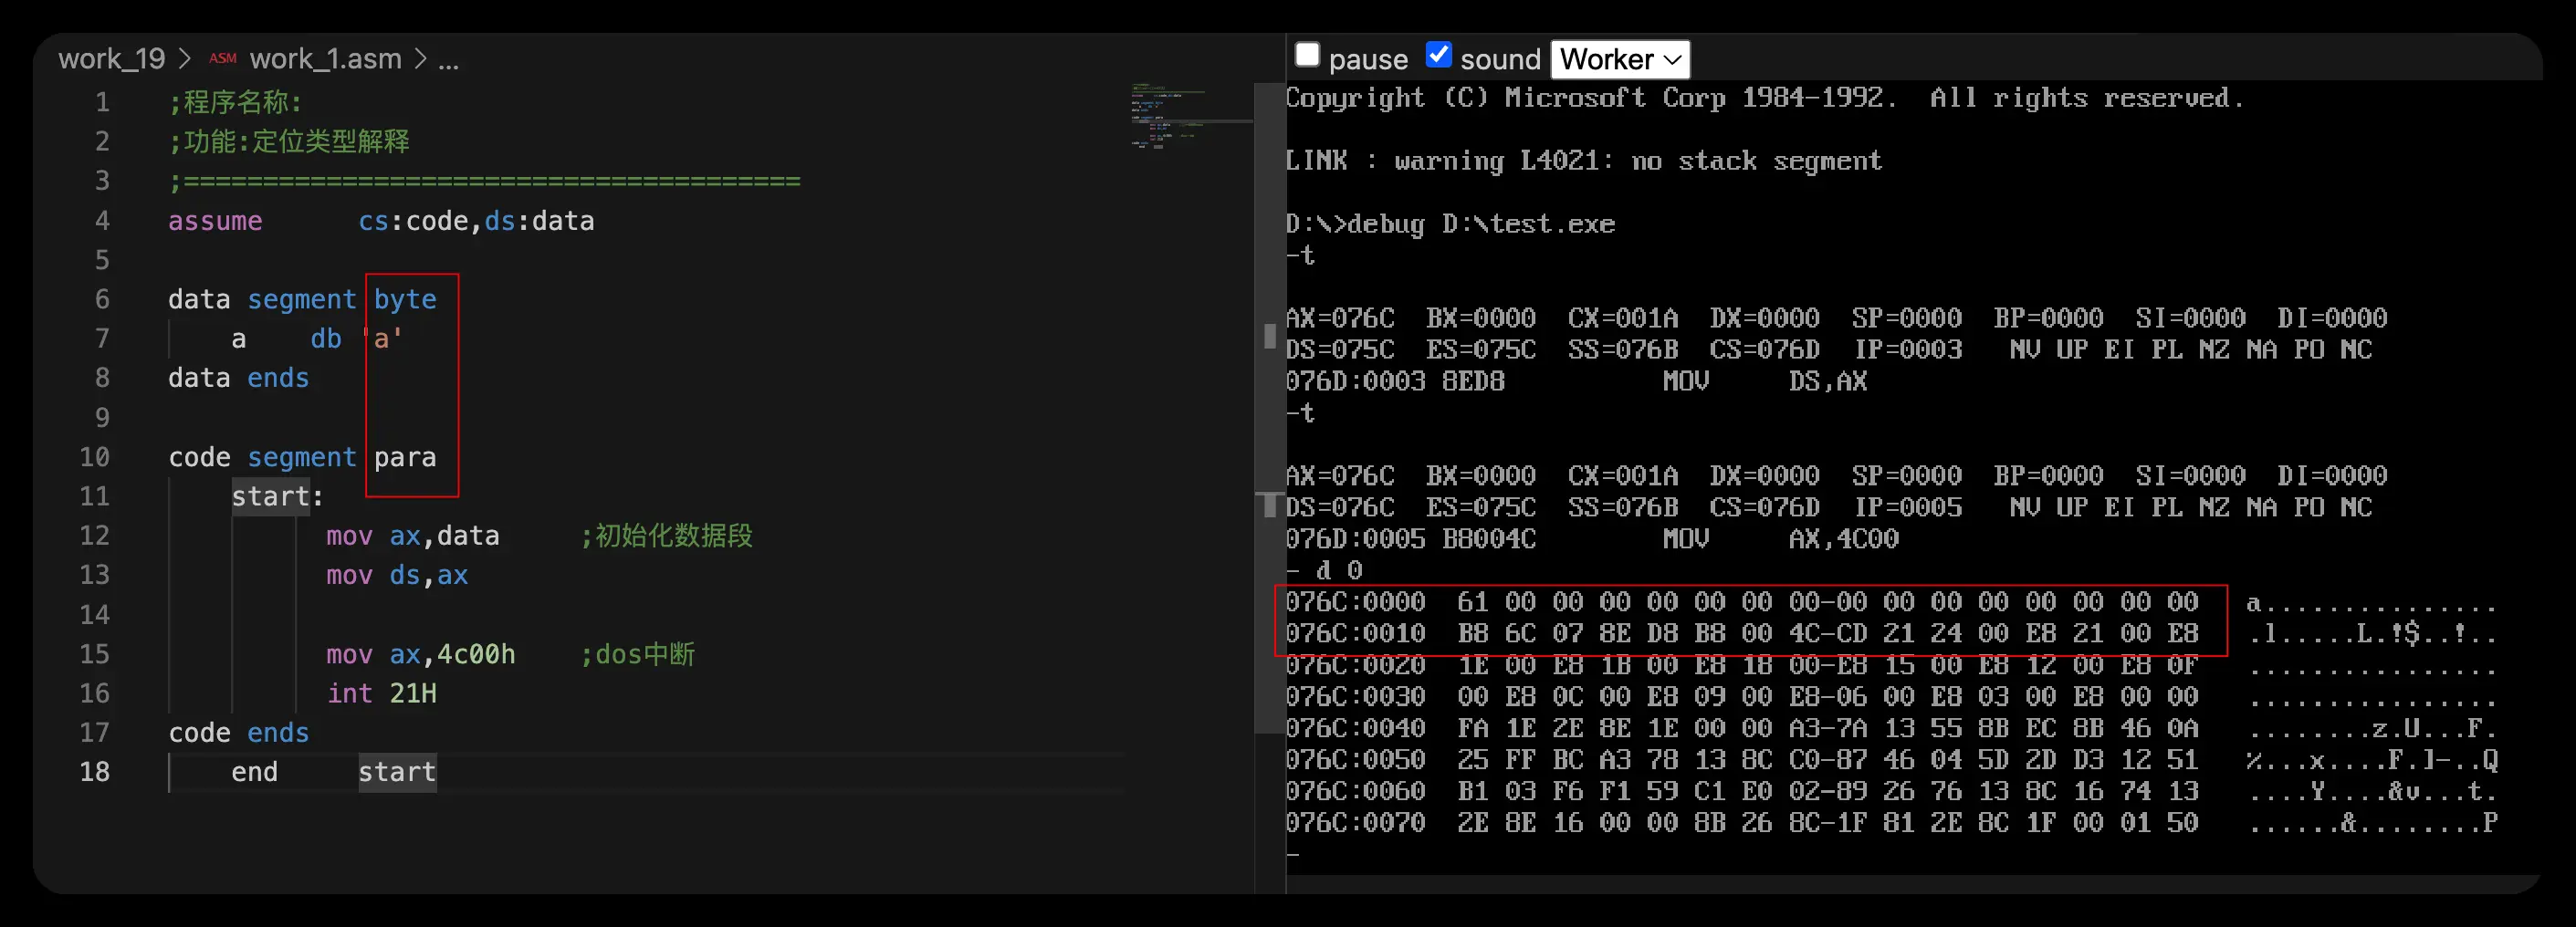 work_19 > ASM work_1.asm > ...
1 ;程序名称:
2 ;功能:定位类型解释
3 ;=======================================
4 assume cs:code,ds:data
5
6 data segment byte
7 a db 'a'
8 data ends
9
10 code segment para
11 start:
12 mov ax,data ;初始化数据段
13 mov ds,ax
14
15 mov ax,4c00h ;dos中断
16 int 21H
17 code ends
18 end start
pause sound Worker
Copyright (C) Microsoft Corp 1984-1992. All rights reserved.
LINK : warning L4021: no stack segment
D:\>debug D:\test.exe
-t
AX=076C BX=0000 CX=001A DX=0000 SP=0000 BP=0000 SI=0000 DI=0000
DS=075C ES=075C SS=076B CS=076D IP=0003 NV UP EI PL NZ NA PO NC
076D:0003 8ED8 MOV DS,AX
-t
AX=076C BX=0000 CX=001A DX=0000 SP=0000 BP=0000 SI=0000 DI=0000
DS=076C ES=075C SS=076B CS=076D IP=0005 NV UP EI PL NZ NA PO NC
076D:0005 B8004C MOV AX,4C00
- d 0
076C:0000 61 00 00 00 00 00 00 00-00 00 00 00 00 00 00 00 a...............
076C:0010 B8 6C 07 8E D8 B8 00 4C-CD 21 24 00 E8 21 00 E8 .l.....L.!$..!..
076C:0020 1E 00 E8 1B 00 E8 18 00-E8 15 00 E8 12 00 E8 0F ................
076C:0030 00 E8 0C 00 E8 09 00 E8-06 00 E8 03 00 E8 00 00 ................
076C:0040 FA 1E 2E 8E 1E 00 00 A3-7A 13 55 8B EC 8B 46 0A ........z.U...F.
076C:0050 25 FF BC A3 78 13 8C C0-87 46 04 5D 2D D3 12 51 %...x....F.]-..Q
076C:0060 B1 03 F6 F1 59 C1 E0 02-89 26 76 13 8C 16 74 13 ....Y....&v...t.
076C:0070 2E 8E 16 00 00 8B 26 8C-1F 81 2E 8C 1F 00 01 50 ......&........P
-